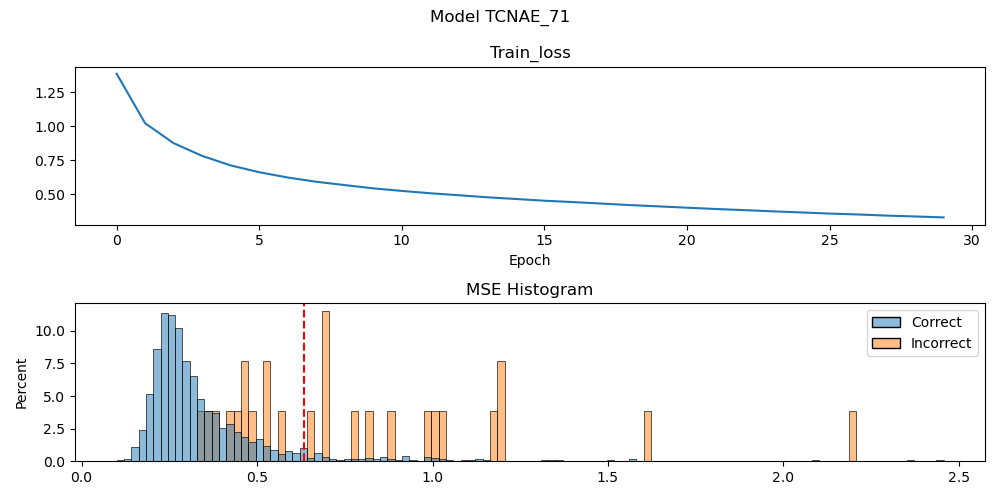 Model TCNAE_71
Train_loss
1.25
1.00
0.75
0.50
0 5 10 15 20 25 30
Epoch
MSE Histogram
Percent
10.0
7.5
5.0
2.5
0.0
Correct
Incorrect
0.0 0.5 1.0 1.5 2.0 2.5